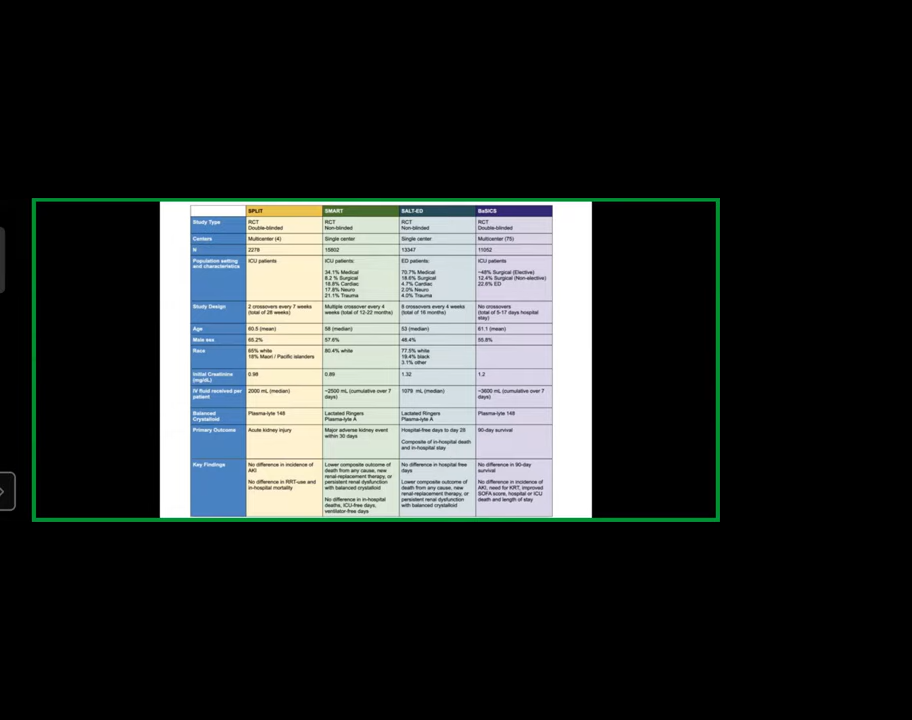 SPLIT SMART SALT-ED BaSICS
Study Type
RCT
Double-blinded
RCT
Non-blinded
RCT
Non-blinded
RCT
Double-blinded
Centers
Multicenter (4)
Single center
Single center
Multicenter (75)
N
2278
15802
13347
11052
Population setting
and characteristics
ICU patients
ICU patients:
34.1% Medical
8.2 % Surgical
18.8% Cardiac
17.8% Neuro
21.1% Trauma
ED patients:
70.7% Medical
18.6% Surgical
4.7% Cardiac
2.0% Neuro
4.0% Trauma
ICU patients
~48% Surgical (Elective)
12.4% Surgical (Non-elective)
22.6% ED
Study Design
2 crossovers every 7 weeks
(total of 28 weeks)
Multiple crossover every 4
weeks (total of 12-22 months)
8 crossovers every 4 weeks
(total of 16 months)
No crossovers
(total of 5-17 days hospital
stay)
Age
60.5 (mean)
58 (median)
53 (median)
61.1 (mean)
Male sex
65.2%
57.6%
48.4%
55.8%
Race
65% white
18% Maori / Pacific islanders
80.4% white
77.5% white
19.4% black
3.1% other
Initial Creatinine
(mg/dL)
0.98
0.89
1.32
1.2
IV fluid received per
patient
2000 mL (median)
~2500 mL (cumulative over 7
days)
1079 mL (median)
~3600 mL (cumulative 7
days)
Balanced
Crystalloid
Plasma-lyte 148
Lactated Ringers
Plasma-lyte A
Lactated Ringers
Plasma-lyte A
Plasma-lyte 148
Primary Outcome
Acute kidney injury
Major adverse kidney event
within 30 days
Hospital-free days to day 28
Composite of in-hospital death
and in-hospital stay
90-day survival
Key Findings
No difference in incidence of
AKI
No difference in RRT-use and
in-hospital mortality
Lower composite outcome of
death from any cause, new
renal-replacement therapy, or
persistent renal dysfunction
with balanced crystalloid
No difference in in-hospital
deaths, ICU-free days,
ventilator-free days
No difference in hospital free
days
Lower composite outcome of
death from any cause, new
renal-replacement therapy, or
persistent renal dysfunction
with balanced crystalloid
No difference in 90-day
survival
No difference in incidence of
AKI, need for KRT, improved
SOFA score, hospital or ICU
death and length of stay